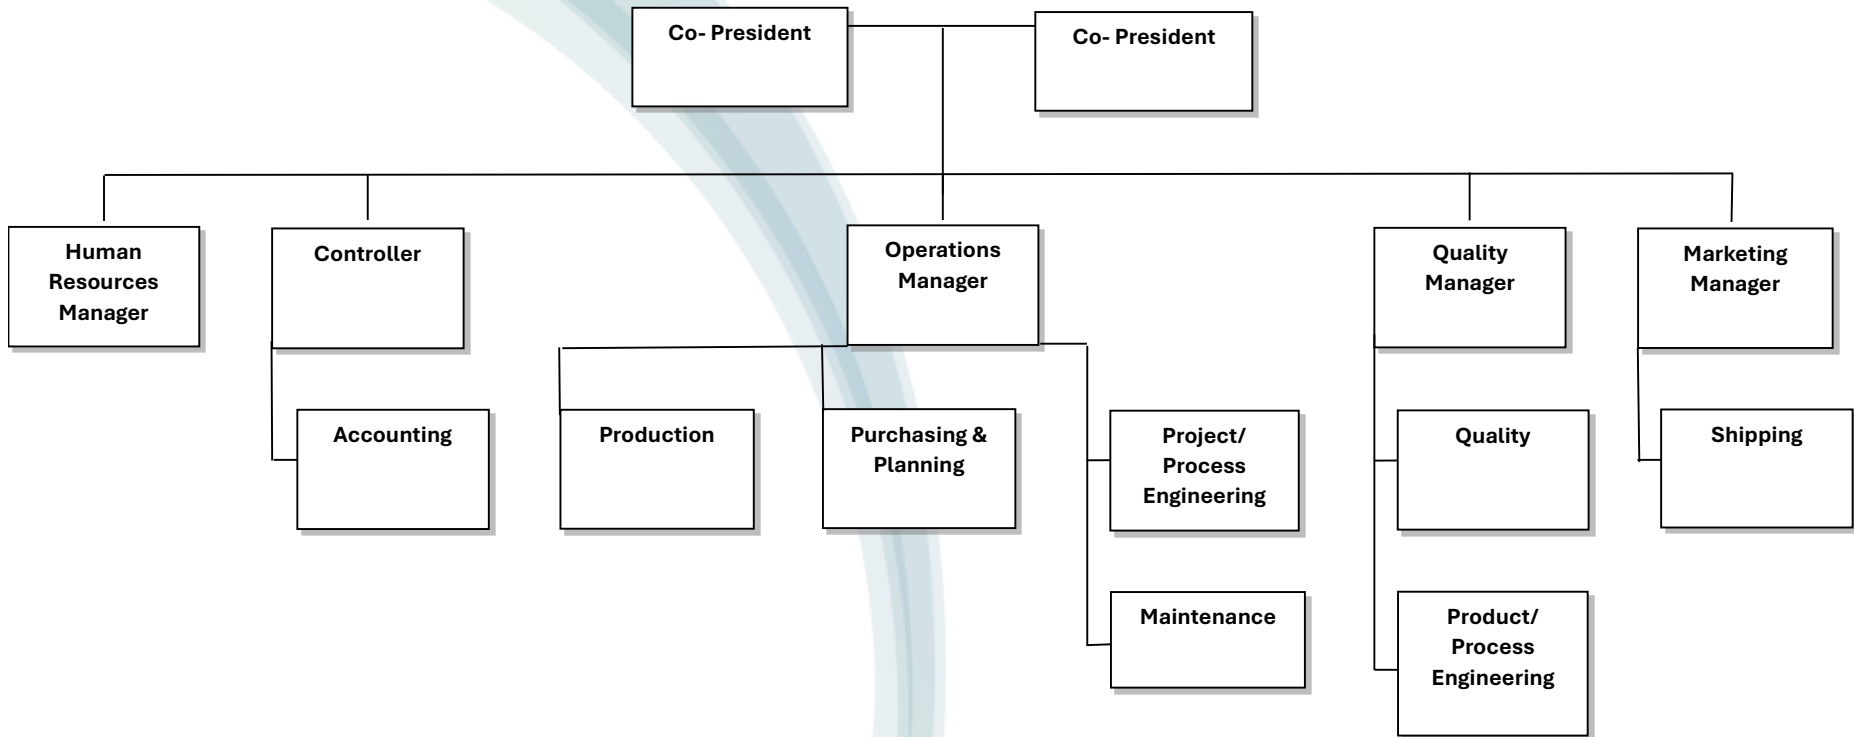 Co- President
Co- President
Human
Resources
Manager
Controller
Operations
Manager
Quality
Manager
Marketing
Manager
Accounting
Production
Purchasing &
Planning
Project/
Process
Engineering
Quality
Shipping
Maintenance
Product/
Process
Engineering